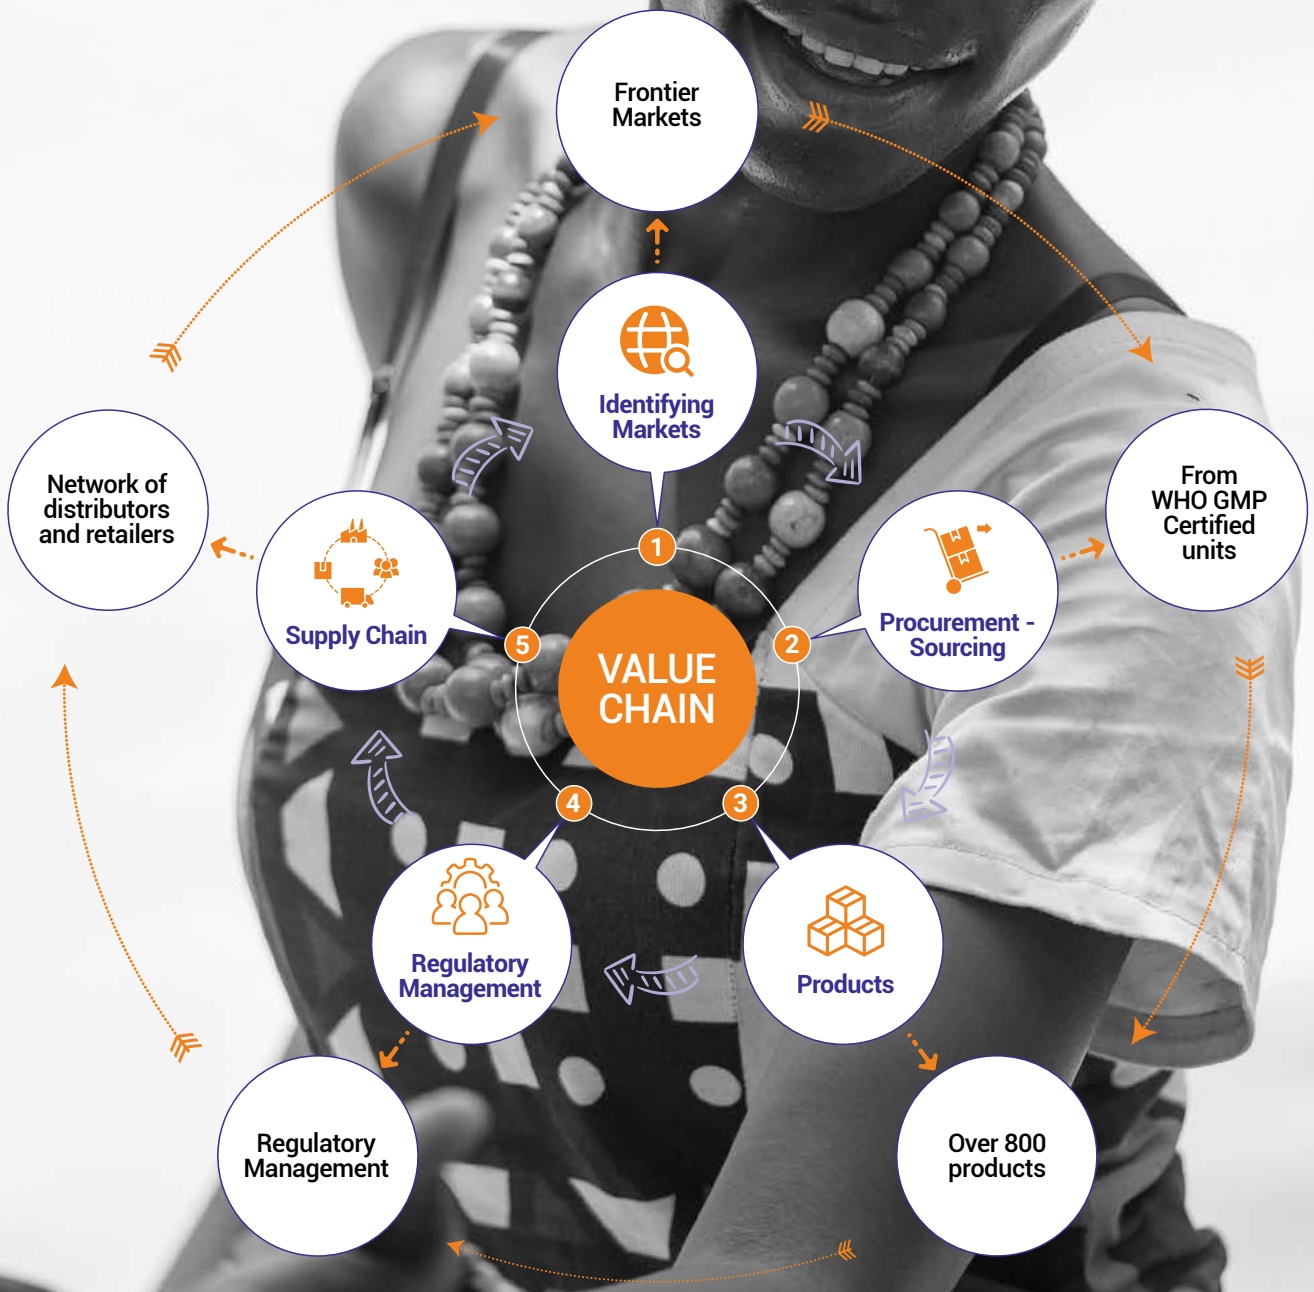 Frontier
Markets
Identifying
Markets
1
Network of
distributors
and retailers
From
WHO GMP
Certified
units
Supply Chain
5
Procurement -
Sourcing
2
VALUE
CHAIN
4
3
Regulatory
Management
Products
Regulatory
Management
Over 800
products